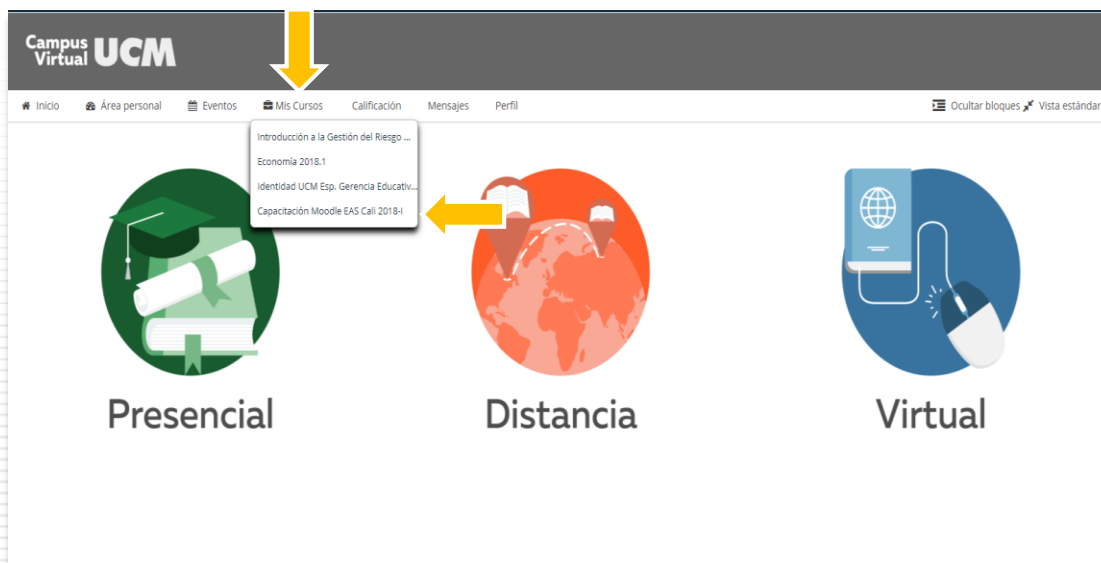 Campus
Virtual UCM
Inicio Área personal Eventos Mis Cursos Calificación Mensajes Perfil Ocultar bloques Vista estándar
Introducción a la Gestión del Riesgo ...
Economía 2018.1
Identidad UCM Esp. Gerencia Educativ...
Capacitación Moodle EAS Cali 2018-I
Presencial Distancia Virtual